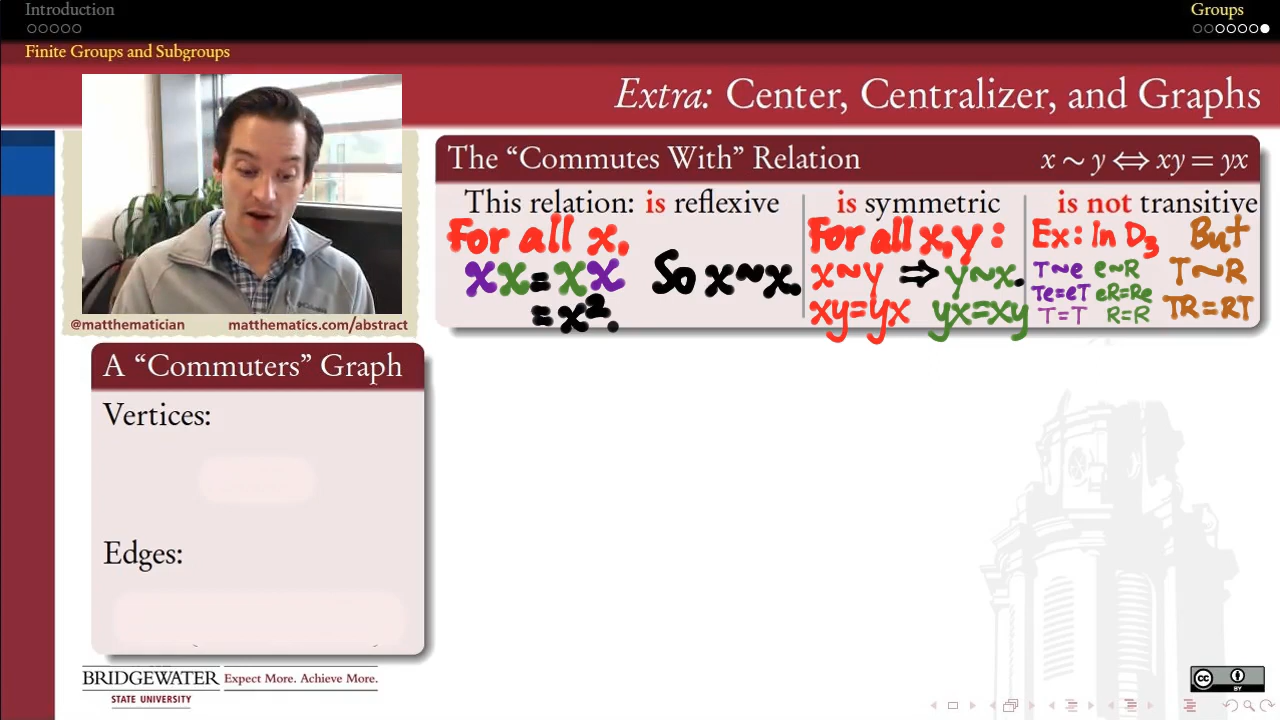 Introduction
Groups
Finite Groups and Subgroups
Extra: Center, Centralizer, and Graphs
@matthematician matthematics.com/abstract
The “Commutes With” Relation x ~ y ⇔ xy = yx
This relation: is reflexive
For all x,
xx = xx So x~x.
= x².
is symmetric
For all x,y:
x~y ⇒ y~x.
xy=yx yx=xy
is not transitive
Ex: In D₃ But
T~e e~R T~R
Te=eT eR=Re TR=RT
T=T R=R
A “Commuters” Graph
Vertices:
Edges:
BRIDGEWATER
STATE UNIVERSITY
Expect More. Achieve More.
cc
BY